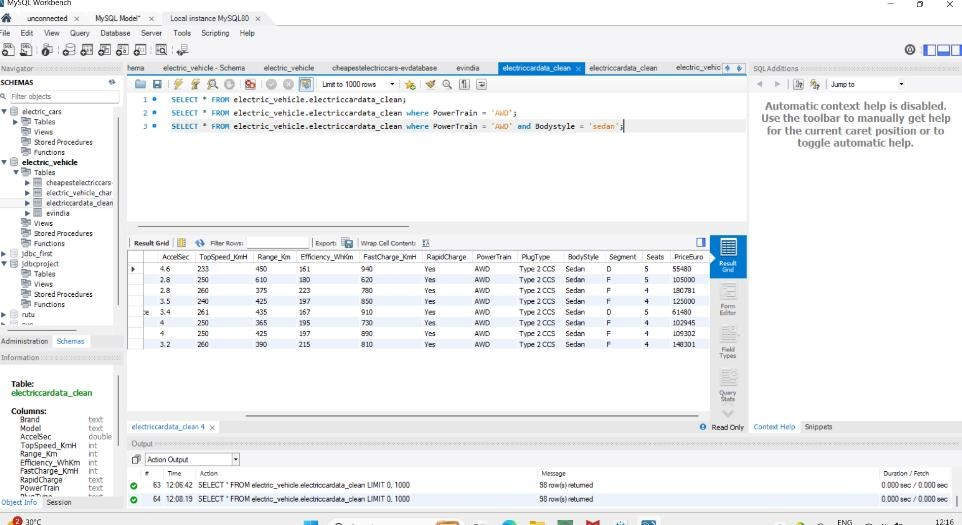 MySQL Workbench
unconnected MySQL Model* Local instance MySQL80
File Edit View Query Database Server Tools Scripting Help
Navigator
SCHEMAS
Filter objects
electric_cars
Tables
Views
Stored Procedures
Functions
electric_vehicle
Tables
cheapestelectriccars-
electric_vehicle_char
electriccardata_clean
evindia
Views
Stored Procedures
Functions
jdbc_first
jdbcproject
Tables
Views
Stored Procedures
Functions
rutu
Administration Schemas
Information
Table:
electriccardata_clean
Columns:
Brand text
Model text
AccelSec double
TopSpeed_KmH int
Range_Km int
Efficiency_WhKm int
FastCharge_KmH int
RapidCharge text
PowerTrain text
PlugType text
Object Info Session
hema electric_vehicle - Schema electric_vehicle cheapestelectriccars-evdatabase evindia electriccardata_clean electriccardata_clean electric_vehic
Limit to 1000 rows
1 SELECT * FROM electric_vehicle.electriccardata_clean;
2 SELECT * FROM electric_vehicle.electriccardata_clean where PowerTrain = 'AWD';
3 SELECT * FROM electric_vehicle.electriccardata_clean where PowerTrain = 'AWD' and Bodystyle = 'sedan';
Result Grid Filter Rows: Export: Wrap Cell Content:
AccelSec TopSpeed_KmH Range_Km Efficiency_WhKm FastCharge_KmH RapidCharge PowerTrain PlugType BodyStyle Segment Seats PriceEuro
4.6 233 450 161 940 Yes AWD Type 2 CCS Sedan D 5 55480
2.8 250 610 180 620 Yes AWD Type 2 CCS Sedan F 5 105000
2.8 260 375 223 780 Yes AWD Type 2 CCS Sedan F 4 180781
3.5 240 425 197 850 Yes AWD Type 2 CCS Sedan F 4 125000
ce 3.4 261 435 167 910 Yes AWD Type 2 CCS Sedan D 5 61480
4 250 365 195 730 Yes AWD Type 2 CCS Sedan F 4 102945
4 250 425 197 890 Yes AWD Type 2 CCS Sedan F 4 109302
3.2 260 390 215 810 Yes AWD Type 2 CCS Sedan F 4 148301
Result Grid
Form Editor
Field Types
Query Stats
electriccardata_clean 4 Read Only
Output
Action Output
# Time Action Message Duration / Fetch
63 12:06:42 SELECT * FROM electric_vehicle.electriccardata_clean LIMIT 0, 1000 98 row(s) returned 0.000 sec / 0.000 sec
64 12:08:19 SELECT * FROM electric_vehicle.electriccardata_clean LIMIT 0, 1000 98 row(s) returned 0.000 sec / 0.000 sec
SQLAdditions
Jump to
Automatic context help is disabled.
Use the toolbar to manually get help
for the current caret position or to
toggle automatic help.
Context Help Snippets
2 30°C
ENG
12:16